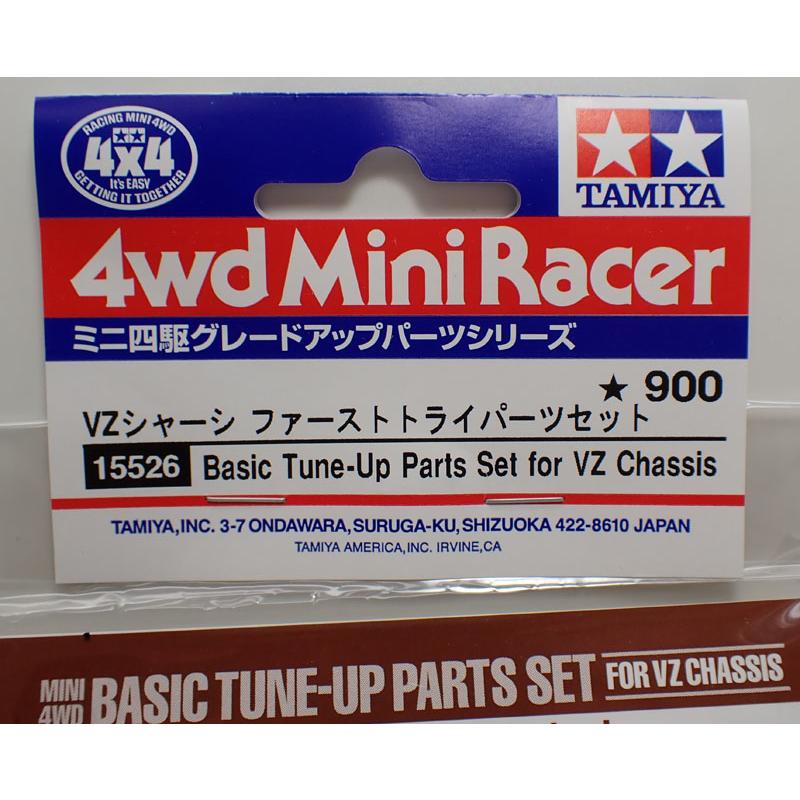 RACING MINI 4WD
4x4
It's EASY
GETTING IT TOGETHER
TAMIYA
4wd Mini Racer
ミニ四駆グレードアップパーツシリーズ
★ 900
VZシャーシ ファーストトライパーツセット
15526 Basic Tune-Up Parts Set for VZ Chassis
TAMIYA,INC. 3-7 ONDAWARA,SURUGA-KU,SHIZUOKA 422-8610 JAPAN
TAMIYA AMERICA,INC. IRVINE,CA
MINI 4WD BASIC TUNE-UP PARTS SET FOR VZ CHASSIS